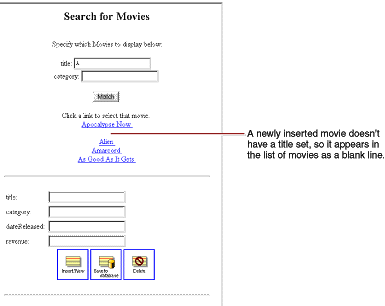 Search for Movies
Specify which Movies to display below:
title: A
category:
Match
Click a link to select that movie.
Apocalypse Now
A newly inserted movie doesn't
have a title set, so it appears in
the list of movies as a blank line.
Alien
Amarcord
As Good As It Gets
title:
category
dateReleased:
revenue:
Insert/New
Save to
database
Delete